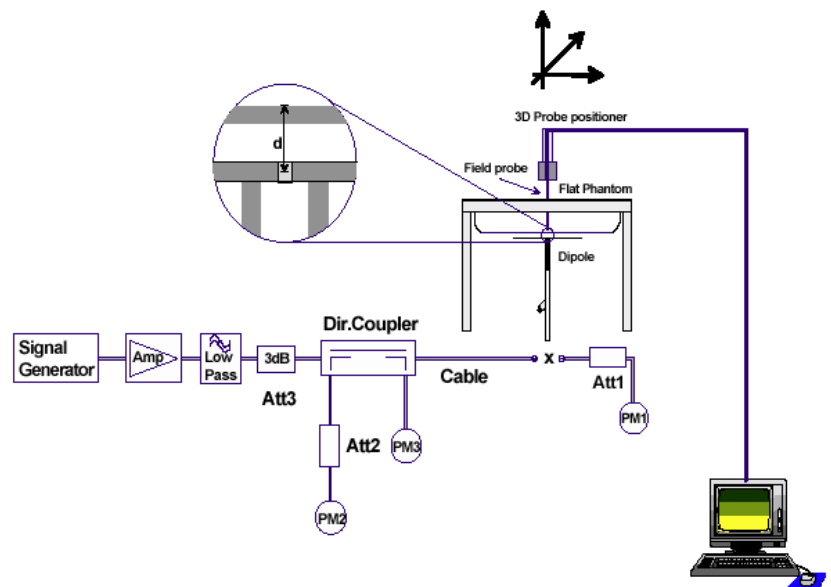 3D Probe positioner
d
Field probe
Flat Phantom
Dipole
Dir.Coupler
Signal
Generator
Amp
Low
Pass
3dB
Att3
Cable
x
Att1
PM1
Att2
PM3
PM2